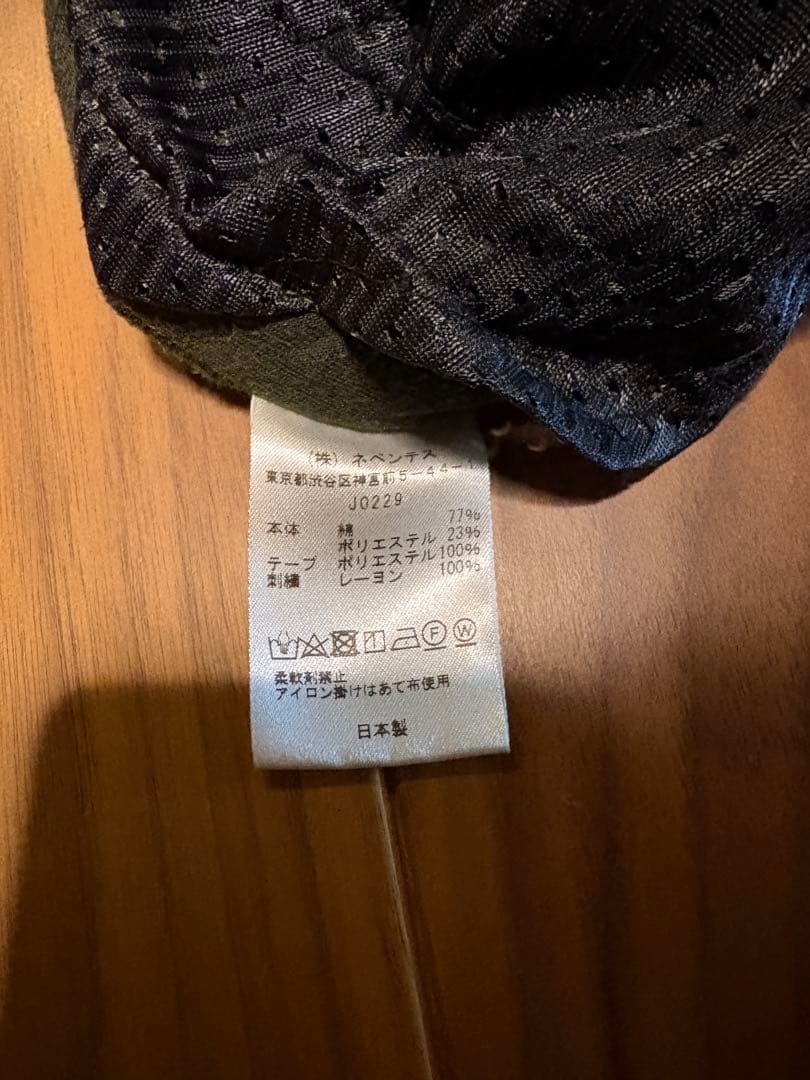 (株) ネペンテス
東京都渋谷区神宮前5-44-1
J0229
本体 綿 77%
ポリエステル 23%
テープ ポリエステル 100%
刺繍 レーヨン 100%
F W
柔軟剤禁止
アイロン掛けはあて布使用
日本製